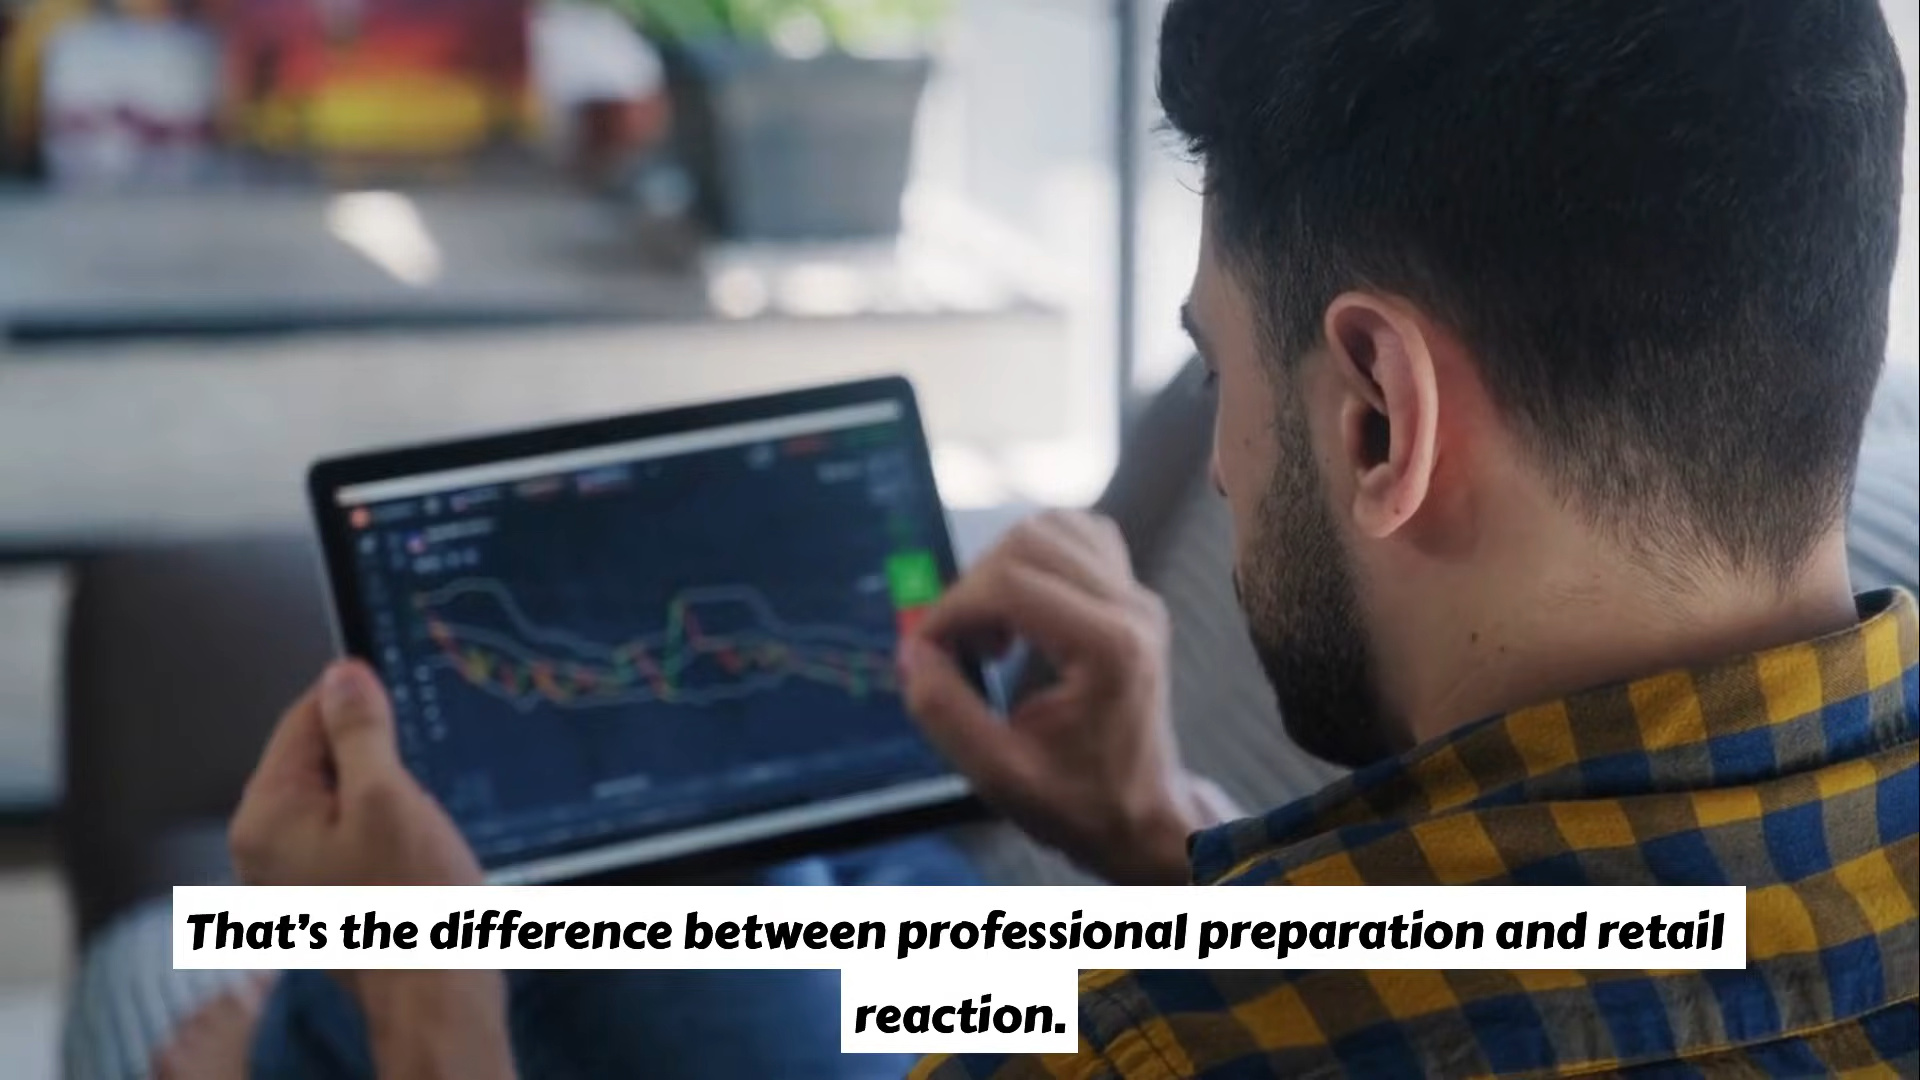 That's the difference between professional preparation and retail
reaction.